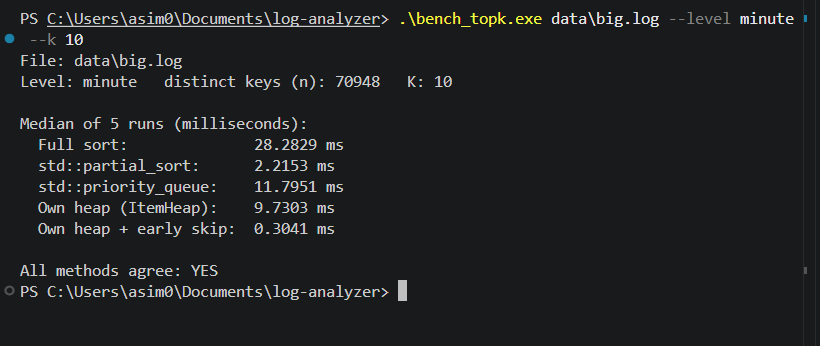 PS C:\Users\asim0\Documents\log-analyzer> .\bench_topk.exe data\big.log --level minute
--k 10
File: data\big.log
Level: minute   distinct keys (n): 70948   K: 10
Median of 5 runs (milliseconds):
  Full sort:               28.2829 ms
  std::partial_sort:       2.2153 ms
  std::priority_queue:     11.7951 ms
  Own heap (ItemHeap):     9.7303 ms
  Own heap + early skip:   0.3041 ms
All methods agree: YES
PS C:\Users\asim0\Documents\log-analyzer>